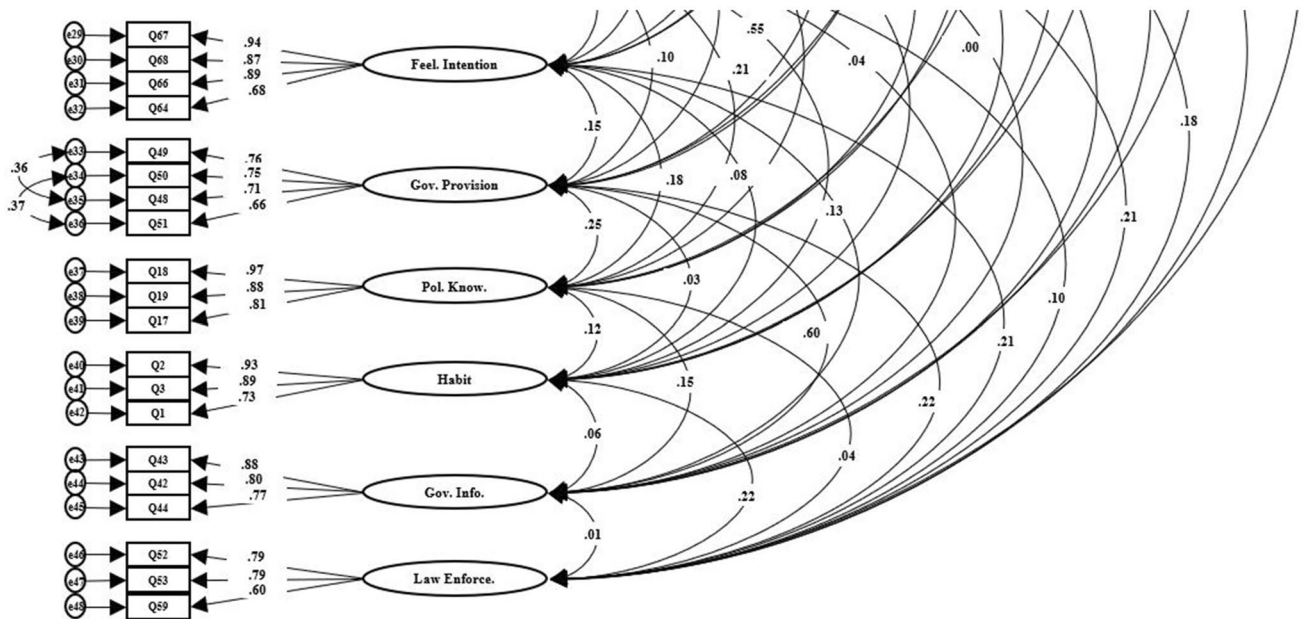 e29 Q67 .94
e30 Q68 .87
e31 Q66 .89
e32 Q64 .68
Feel. Intention
e33 Q49 .76
e34 Q50 .75
e35 Q48 .71
e36 Q51 .66
.36
.37
Gov. Provision
e37 Q18 .97
e38 Q19 .88
e39 Q17 .81
Pol. Know.
e40 Q2 .93
e41 Q3 .89
e42 Q1 .73
Habit
e43 Q43 .88
e44 Q42 .80
e45 Q44 .77
Gov. Info.
e46 Q52 .79
e47 Q53 .79
e48 Q59 .60
Law Enforce.
.55
.00
.10
.04
.21
.15
.18
.18
.08
.13
.21
.25
.03
.10
.12
.60
.21
.15
.22
.06
.04
.22
.01